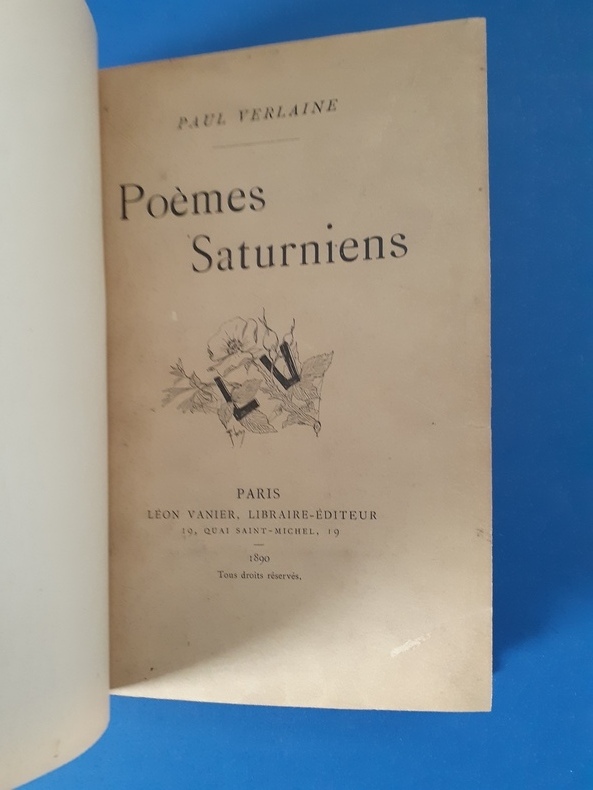 PAUL VERLAINE
Poèmes
Saturniens
LV
PARIS
LÉON VANIER, LIBRAIRE-ÉDITEUR
19, QUAI SAINT-MICHEL, 19
1890
Tous droits réservés.